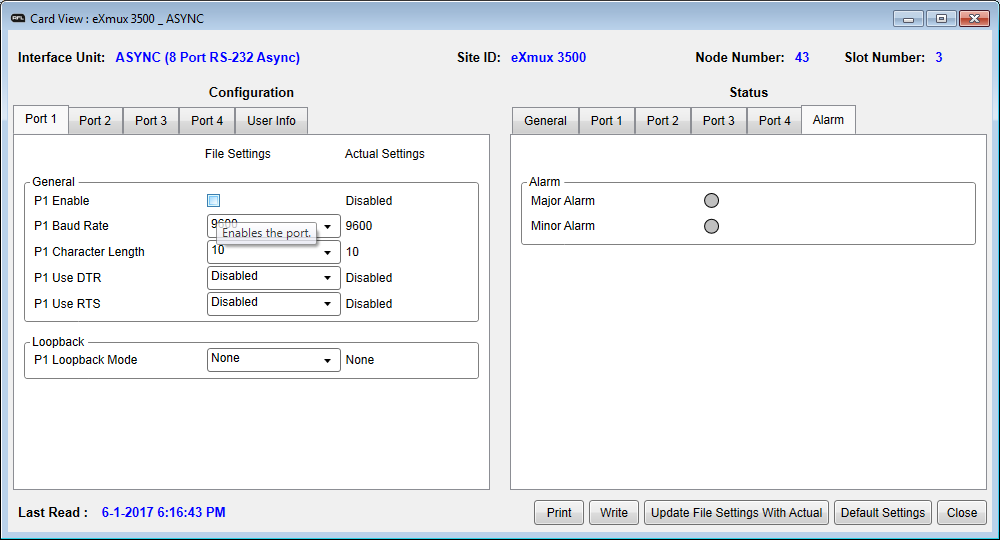 AFL Card View : eXmux 3500 _ ASYNC
Interface Unit: ASYNC (8 Port RS-232 Async) Site ID: eXmux 3500 Node Number: 43 Slot Number: 3
Configuration
Status
Port 1 Port 2 Port 3 Port 4 User Info
General Port 1 Port 2 Port 3 Port 4 Alarm
File Settings Actual Settings
General
P1 Enable Disabled
P1 Baud Rate 9600 9600
Enables the port.
P1 Character Length 10 10
P1 Use DTR Disabled Disabled
P1 Use RTS Disabled Disabled
Loopback
P1 Loopback Mode None None
Alarm
Major Alarm
Minor Alarm
Last Read : 6-1-2017 6:16:43 PM
Print Write Update File Settings With Actual Default Settings Close